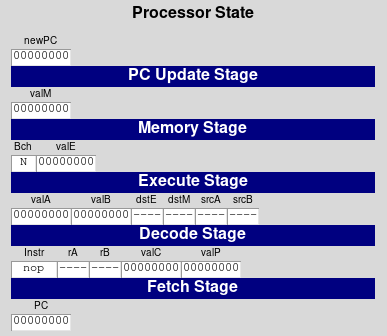 Processor State
newPC
00000000
PC Update Stage
valM
00000000
Memory Stage
Bch valE
N 00000000
Execute Stage
valA valB dstE dstM srcA srcB
00000000 00000000 ---- ---- ---- ----
Decode Stage
Instr rA rB valC valP
nop ---- ---- 00000000 00000000
Fetch Stage
PC
00000000